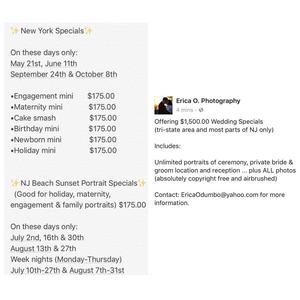 ✨New York Specials✨
On these days only:
May 21st, June 11th
September 24th & October 8th
•Engagement mini $175.00
•Maternity mini $175.00
•Cake smash $175.00
•Birthday mini $175.00
•Newborn mini $175.00
•Holiday mini $175.00
✨NJ Beach Sunset Portrait Specials✨
(Good for holiday, maternity,
engagement & family portraits) $175.00
On these days only:
July 2nd, 16th & 30th
August 13th & 27th
Week nights (Monday-Thursday)
July 10th-27th & August 7th-31st
Erica O. Photography
4 mins ·
Offering $1,500.00 Wedding Specials
(tri-state area and most parts of NJ only)
Includes:
Unlimited portraits of ceremony, private bride &
groom location and reception ... plus ALL photos
(absolutely copyright free and airbrushed)
Contact: EricaOdumbo@yahoo.com for more
information.